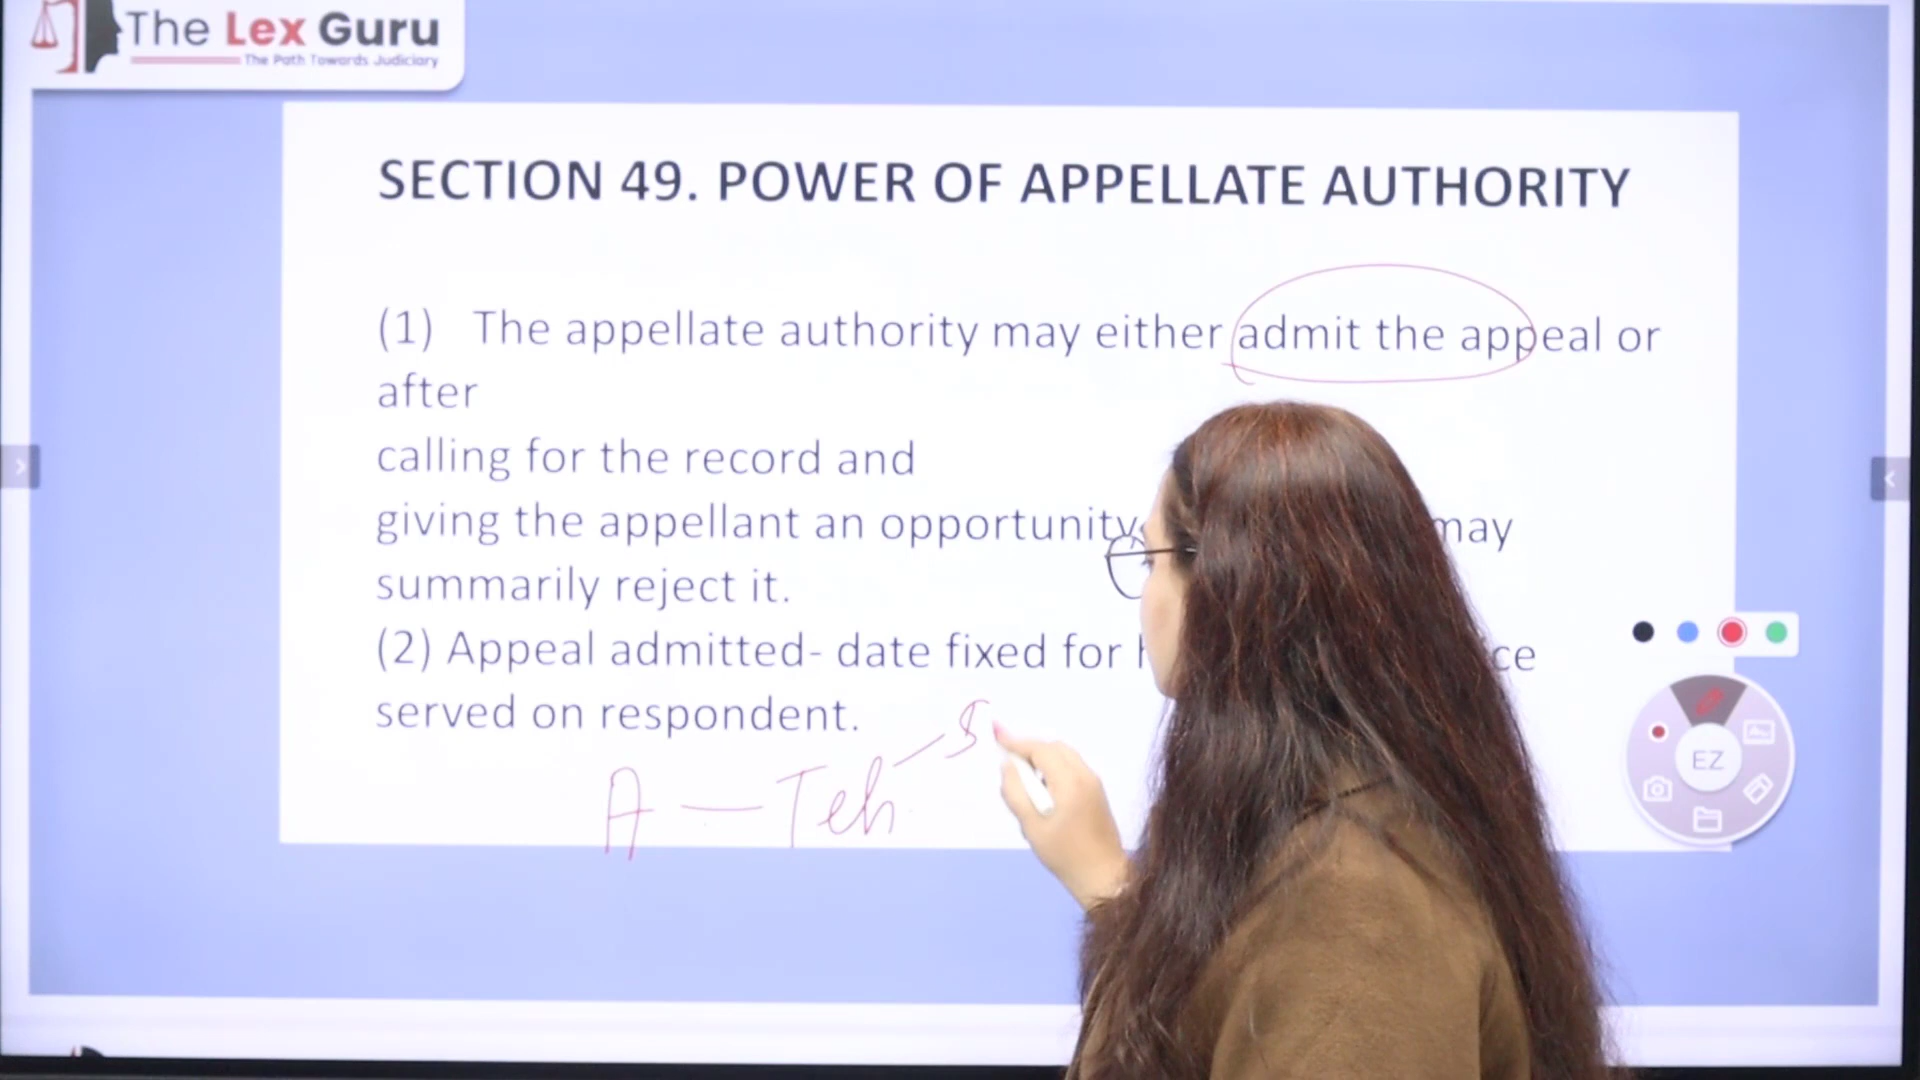 The Lex Guru
The Path Towards Judiciary
SECTION 49. POWER OF APPELLATE AUTHORITY
(1) The appellate authority may either admit the appeal or
after
calling for the record and
giving the appellant an opportunity may
summarily reject it.
(2) Appeal admitted- date fixed for
served on respondent.
A — Teh
EZ